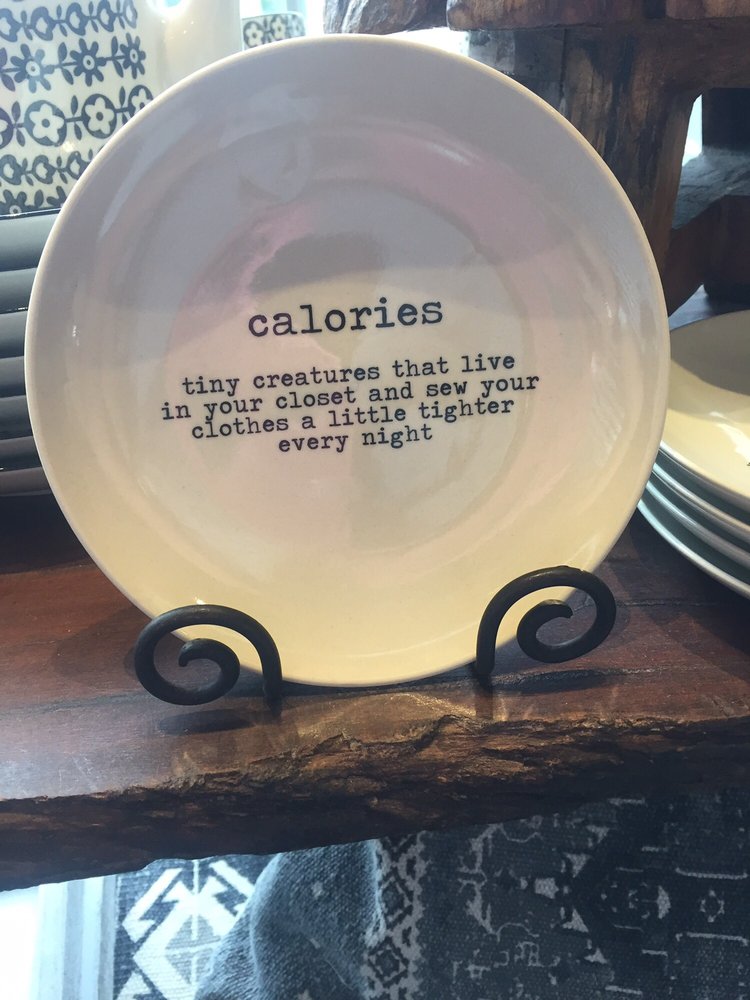 calories
tiny creatures that live
in your closet and sew your
clothes a little tighter
every night